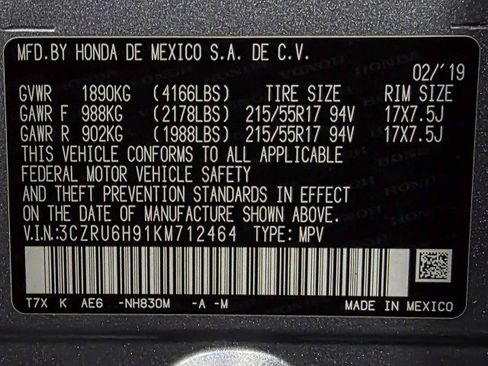 MFD.BY HONDA DE MEXICO S.A. DE C.V.
02/'19
GVWR 1890KG (4166LBS) TIRE SIZE RIM SIZE
GAWR F 988KG (2178LBS) 215/55R17 94V 17X7.5J
GAWR R 902KG (1988LBS) 215/55R17 94V 17X7.5J
THIS VEHICLE CONFORMS TO ALL APPLICABLE
FEDERAL MOTOR VEHICLE SAFETY
AND THEFT PREVENTION STANDARDS IN EFFECT
ON THE DATE OF MANUFACTURE SHOWN ABOVE.
V.I.N.:3CZRU6H91KM712464 TYPE: MPV
T7X K AE6 -NH830M -A -M
MADE IN MEXICO